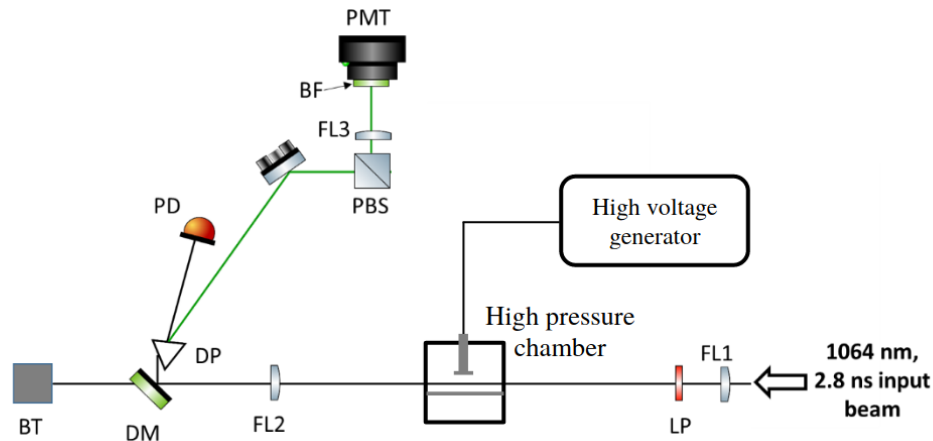 PMT
BF
FL3
PBS
PD
High voltage
generator
DP
High pressure
chamber
FL1
1064 nm,
2.8 ns input
beam
BT
DM
FL2
LP